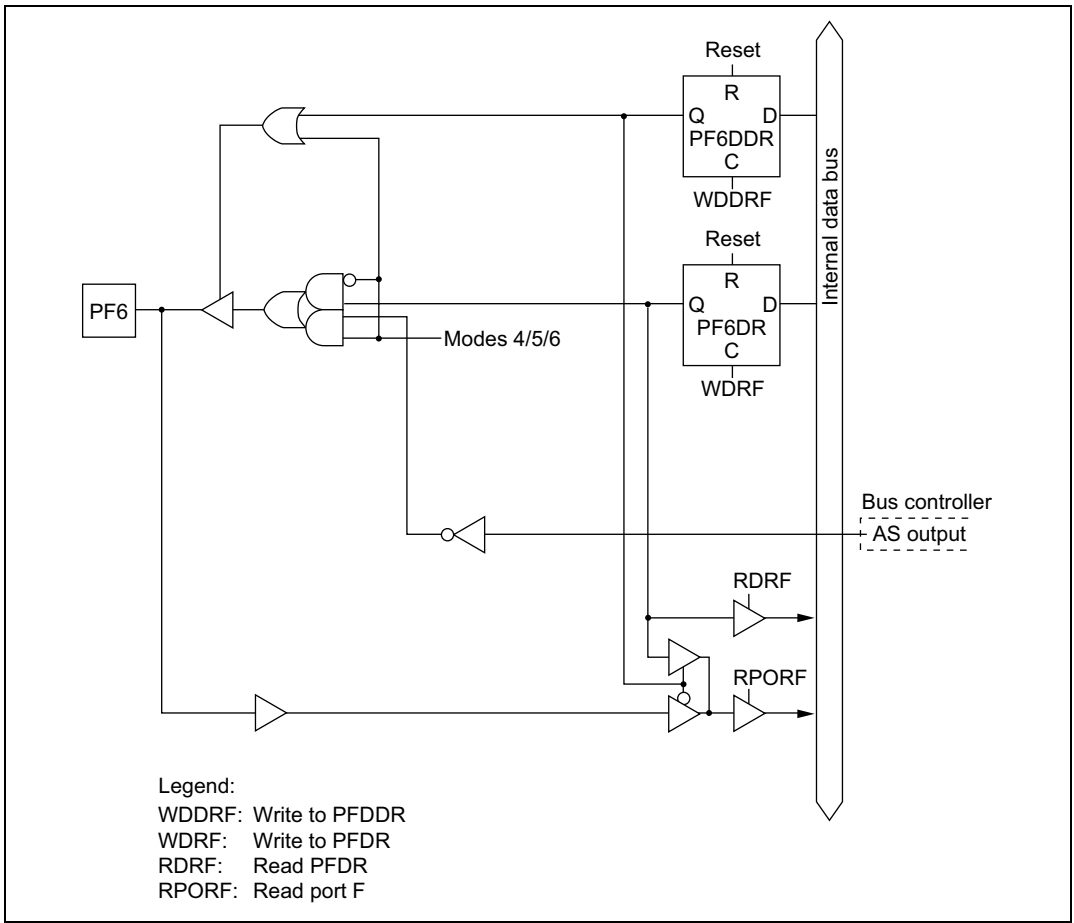 Reset
R
Q D
PF6DDR
C
WDDRF
Reset
R
Q D
PF6DR
C
WDRF
Internal data bus
PF6
Modes 4/5/6
Bus controller
AS output
RDRF
RPORF
Legend:
WDDRF: Write to PFDDR
WDRF: Write to PFDR
RDRF: Read PFDR
RPORF: Read port F